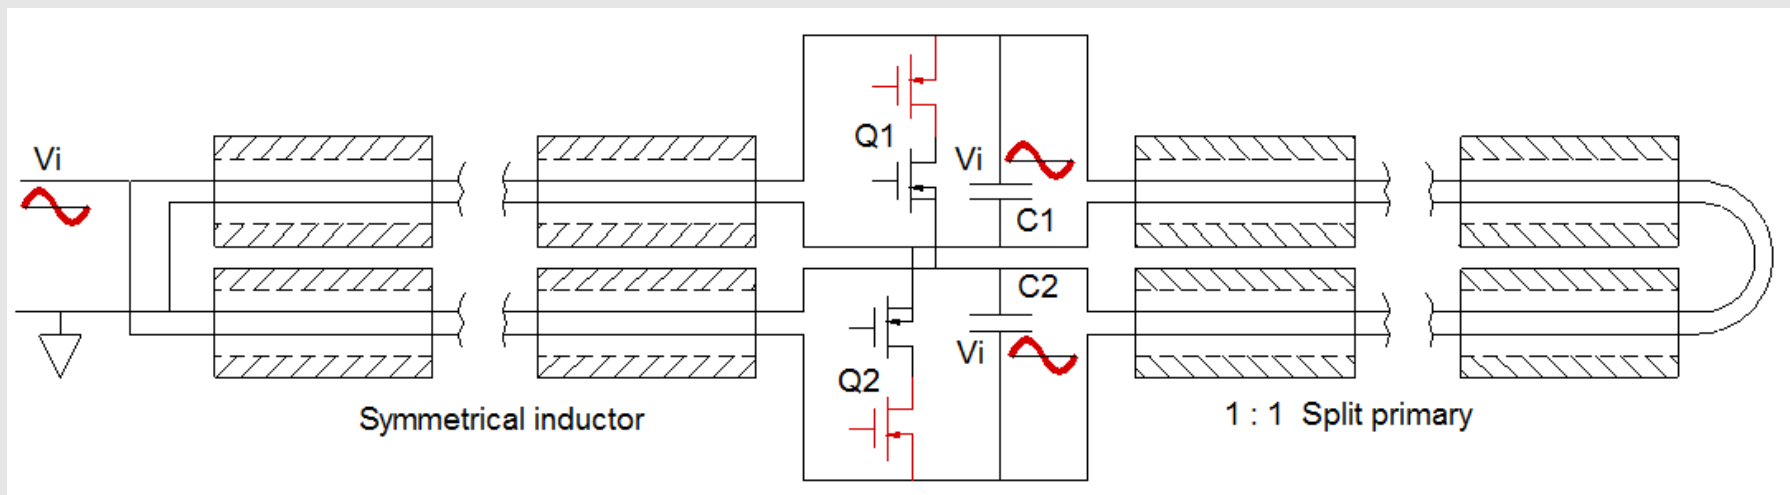 Vi
Q1
Vi
C1
C2
Vi
Q2
Symmetrical inductor
1 : 1 Split primary